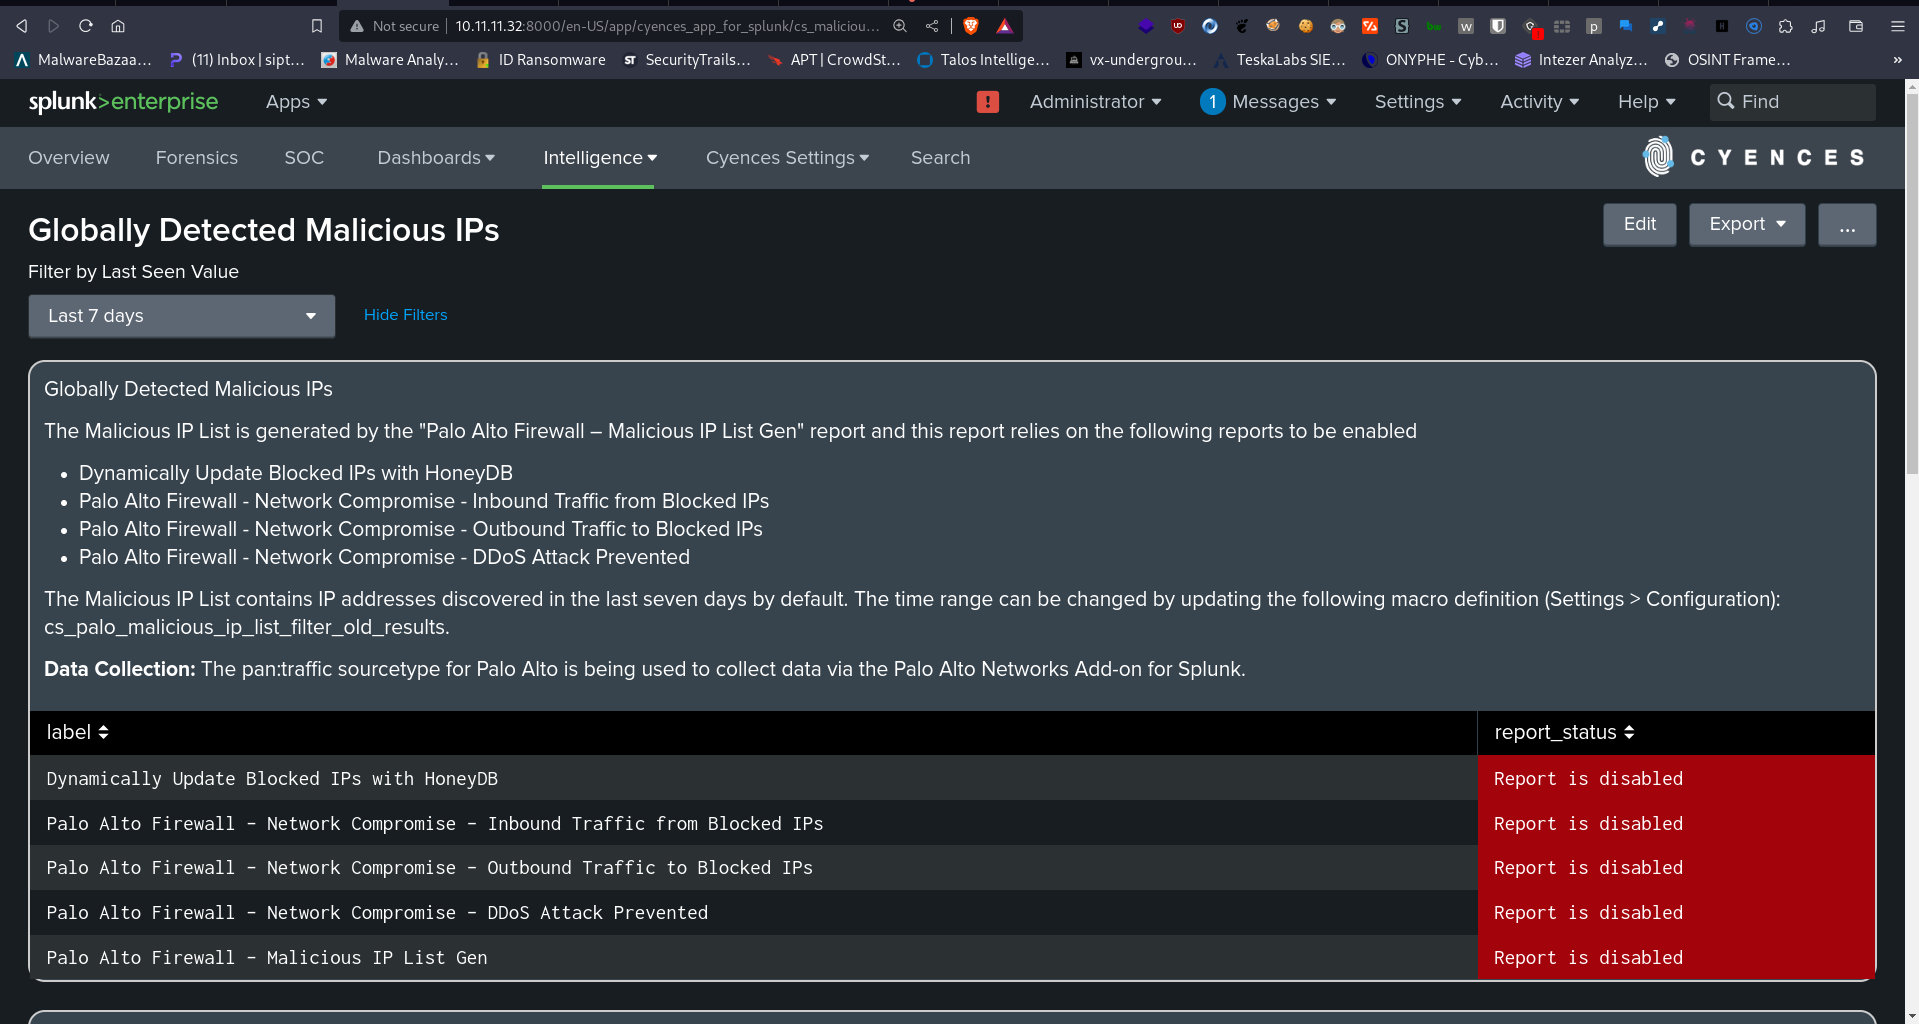 Not secure 10.11.11.32:8000/en-US/app/cyences_app_for_splunk/cs_maliciou...
MalwareBazaa... (11) Inbox | sipt... Malware Analy... ID Ransomware SecurityTrails... APT | CrowdSt... Talos Intellige... vx-undergrou... TeskaLabs SIE... ONYPHE - Cyb... Intezer Analyz... OSINT Frame... »
splunk>enterprise Apps Administrator 1 Messages Settings Activity Help Find
Overview Forensics SOC Dashboards Intelligence Cyences Settings Search CYENCES
Globally Detected Malicious IPs Edit Export ...
Filter by Last Seen Value
Last 7 days Hide Filters
Globally Detected Malicious IPs
The Malicious IP List is generated by the "Palo Alto Firewall – Malicious IP List Gen" report and this report relies on the following reports to be enabled
• Dynamically Update Blocked IPs with HoneyDB
• Palo Alto Firewall - Network Compromise - Inbound Traffic from Blocked IPs
• Palo Alto Firewall - Network Compromise - Outbound Traffic to Blocked IPs
• Palo Alto Firewall - Network Compromise - DDoS Attack Prevented
The Malicious IP List contains IP addresses discovered in the last seven days by default. The time range can be changed by updating the following macro definition (Settings > Configuration):
cs_palo_malicious_ip_list_filter_old_results.
Data Collection: The pan:traffic sourcetype for Palo Alto is being used to collect data via the Palo Alto Networks Add-on for Splunk.
label report_status
Dynamically Update Blocked IPs with HoneyDB Report is disabled
Palo Alto Firewall - Network Compromise - Inbound Traffic from Blocked IPs Report is disabled
Palo Alto Firewall - Network Compromise - Outbound Traffic to Blocked IPs Report is disabled
Palo Alto Firewall - Network Compromise - DDoS Attack Prevented Report is disabled
Palo Alto Firewall - Malicious IP List Gen Report is disabled